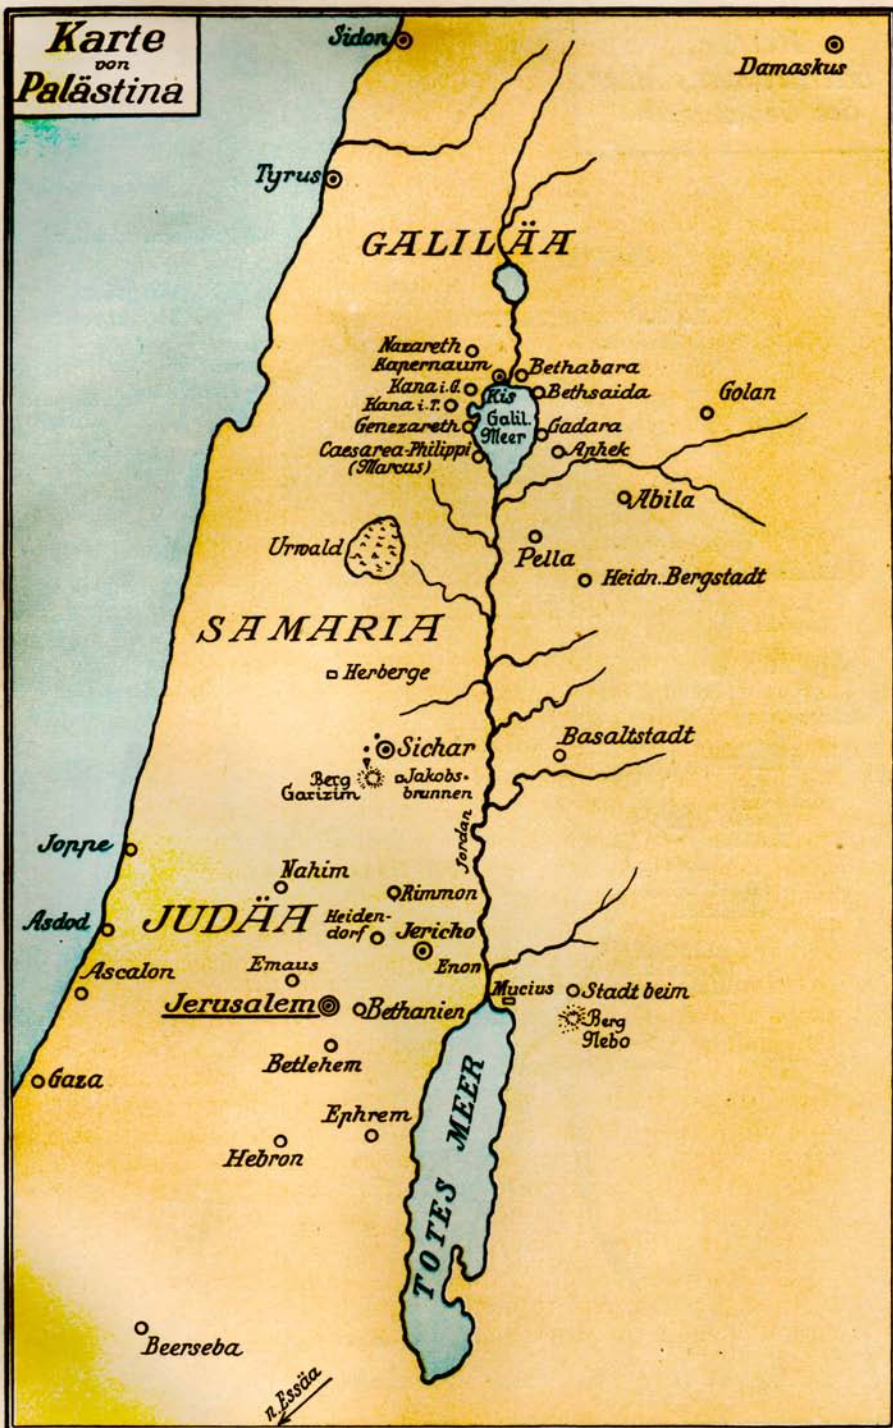 Karte
von
Palästina
Sidon
Damaskus
Tyrus
GALILÄA
Nazareth
Kapernaum
Bethabara
Kana i.G.
Kis
Bethsaida
Kana i.T.
Galil.
Meer
Golan
Genezareth
Gadara
Caesarea-Philippi
(Marcus)
Aphek
Abila
Urwald
Pella
Heidn. Bergstadt
SAMARIA
Herberge
Sichar
Basaltstadt
Berg
Garizim
Jakobs-
brunnen
Jordan
Joppe
Nahim
Rimmon
JUDÄA
Heiden-
dorf
Asdod
Jericho
Enon
Emaus
Ascalon
Mucius
Stadt beim
Berg
Nebo
Jerusalem
Bethanien
Betlehem
Gaza
TOTES MEER
Ephrem
Hebron
Beerseba
n. Essäa